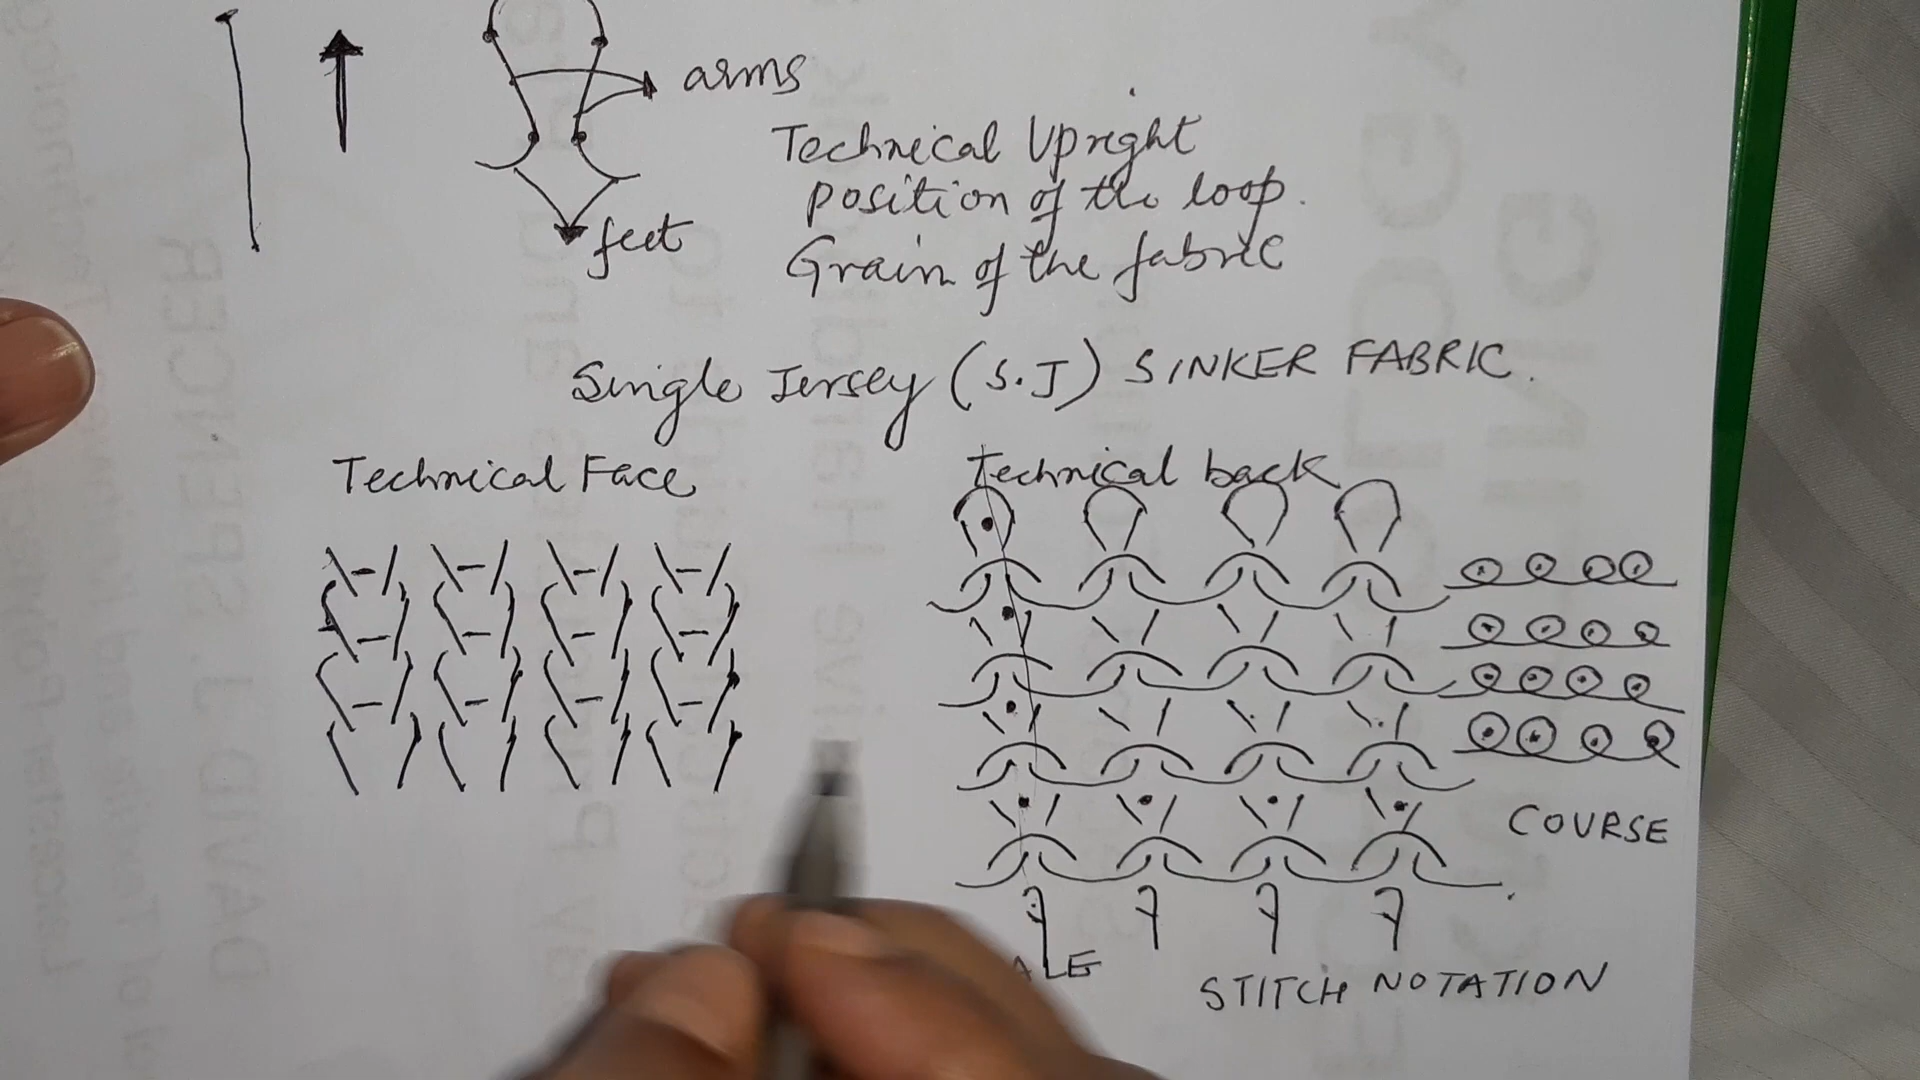 arms
Technical Upright
position of the loop.
Grain of the fabric
feet
Single Jersey (S.J) SINKER FABRIC.
Technical Face
Technical back
COURSE
ALE
STITCH NOTATION